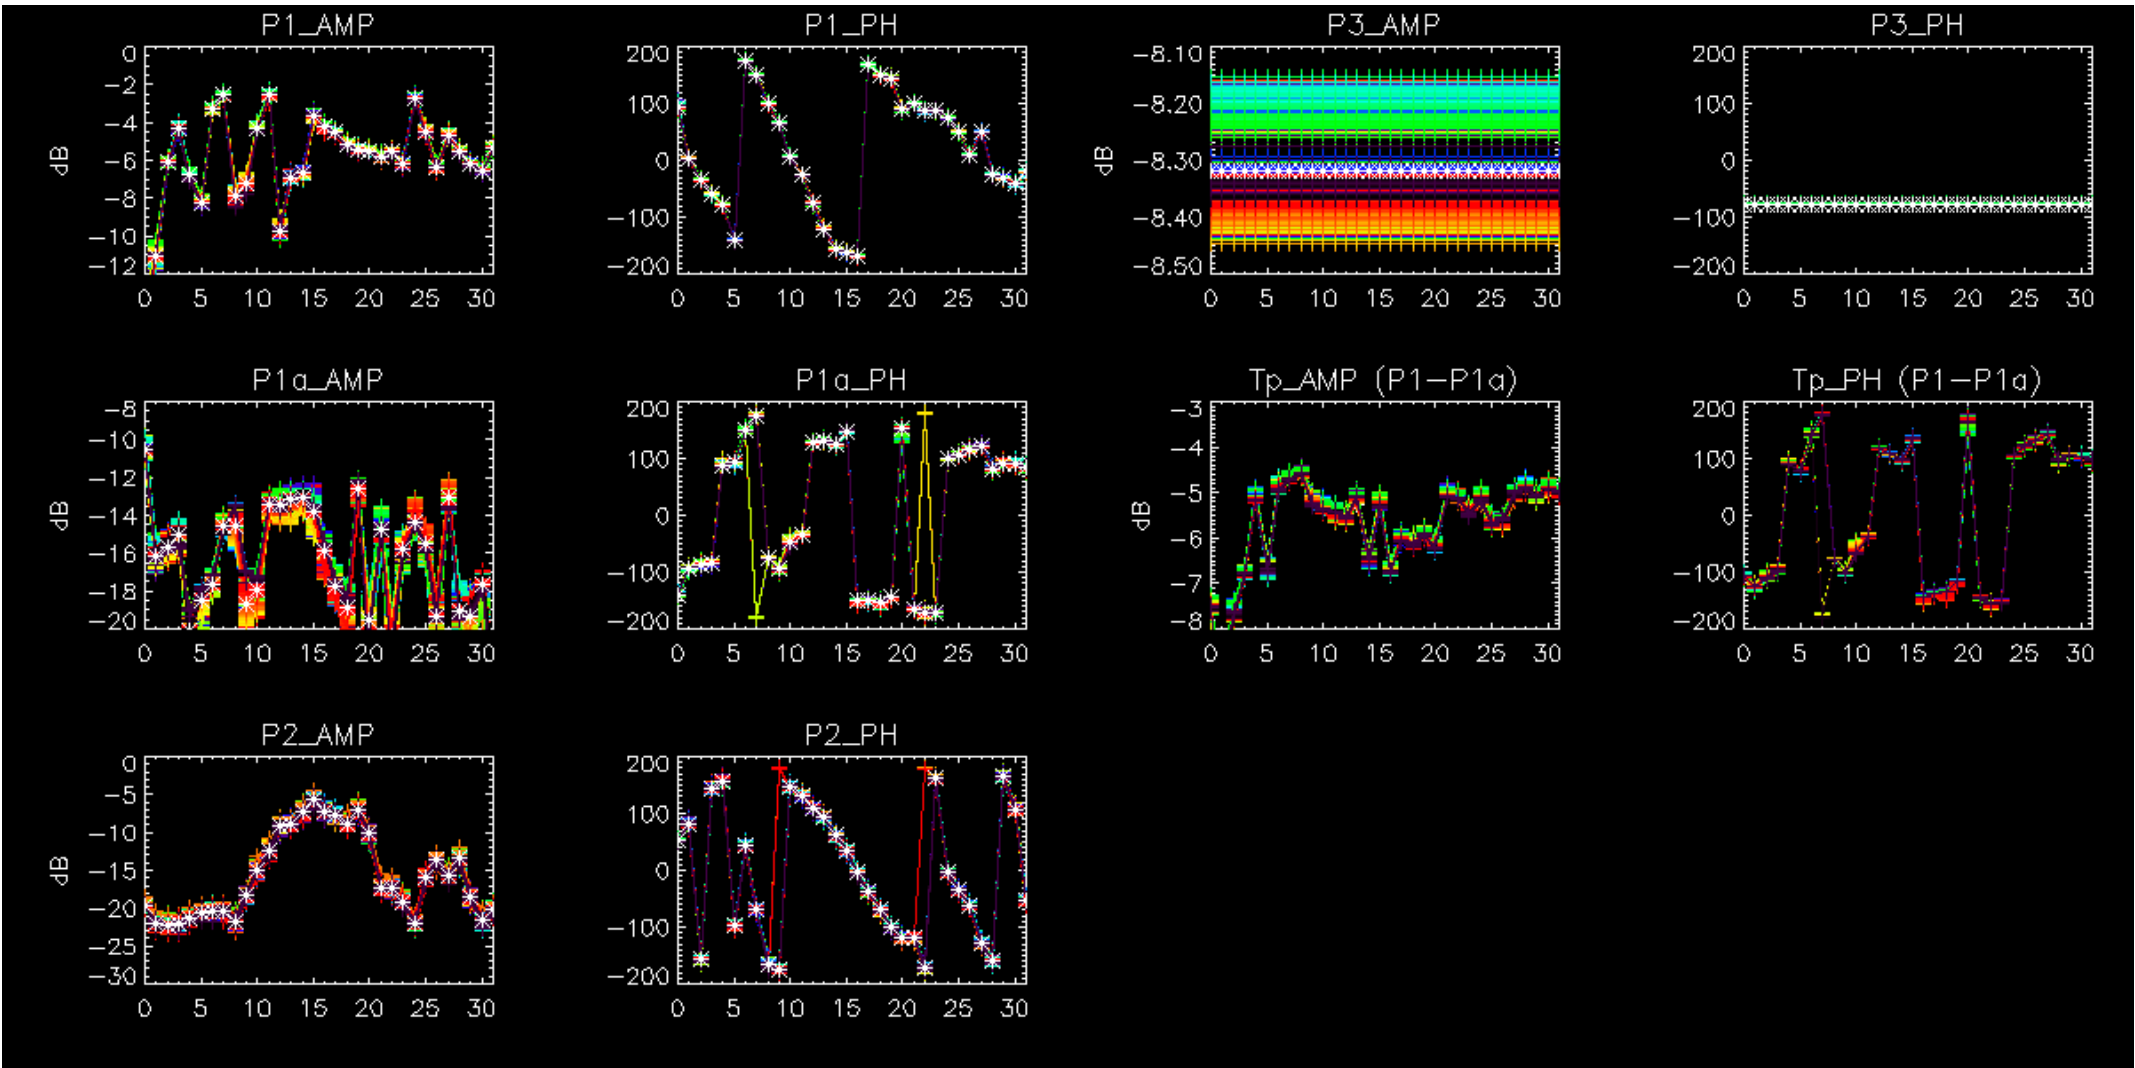 P1_AMP
P1_PH
P3_AMP
P3_PH
dB
0
-2
-4
-6
-8
-10
-12
0 5 10 15 20 25 30
200
100
0
-100
-200
0 5 10 15 20 25 30
dB
-8.10
-8.20
-8.30
-8.40
-8.50
0 5 10 15 20 25 30
200
100
0
-100
-200
0 5 10 15 20 25 30
P1a_AMP
P1a_PH
Tp_AMP (P1-P1a)
Tp_PH (P1-P1a)
dB
-8
-10
-12
-14
-16
-18
-20
0 5 10 15 20 25 30
200
100
0
-100
-200
0 5 10 15 20 25 30
dB
-3
-4
-5
-6
-7
-8
0 5 10 15 20 25 30
200
100
0
-100
-200
0 5 10 15 20 25 30
P2_AMP
P2_PH
dB
0
-5
-10
-15
-20
-25
-30
0 5 10 15 20 25 30
200
100
0
-100
-200
0 5 10 15 20 25 30